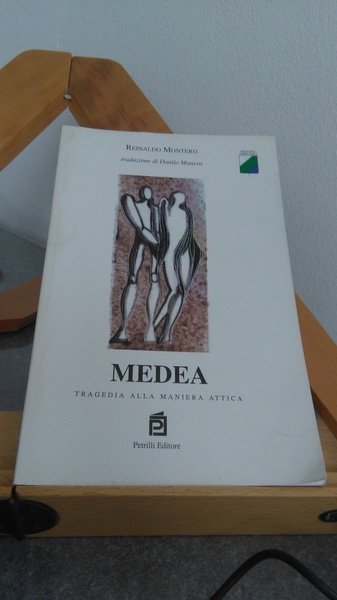 REINALDO MONTERO
traduzione di Danilo Manera
MEDEA
TRAGEDIA ALLA MANIERA ATTICA
Petrilli Editore